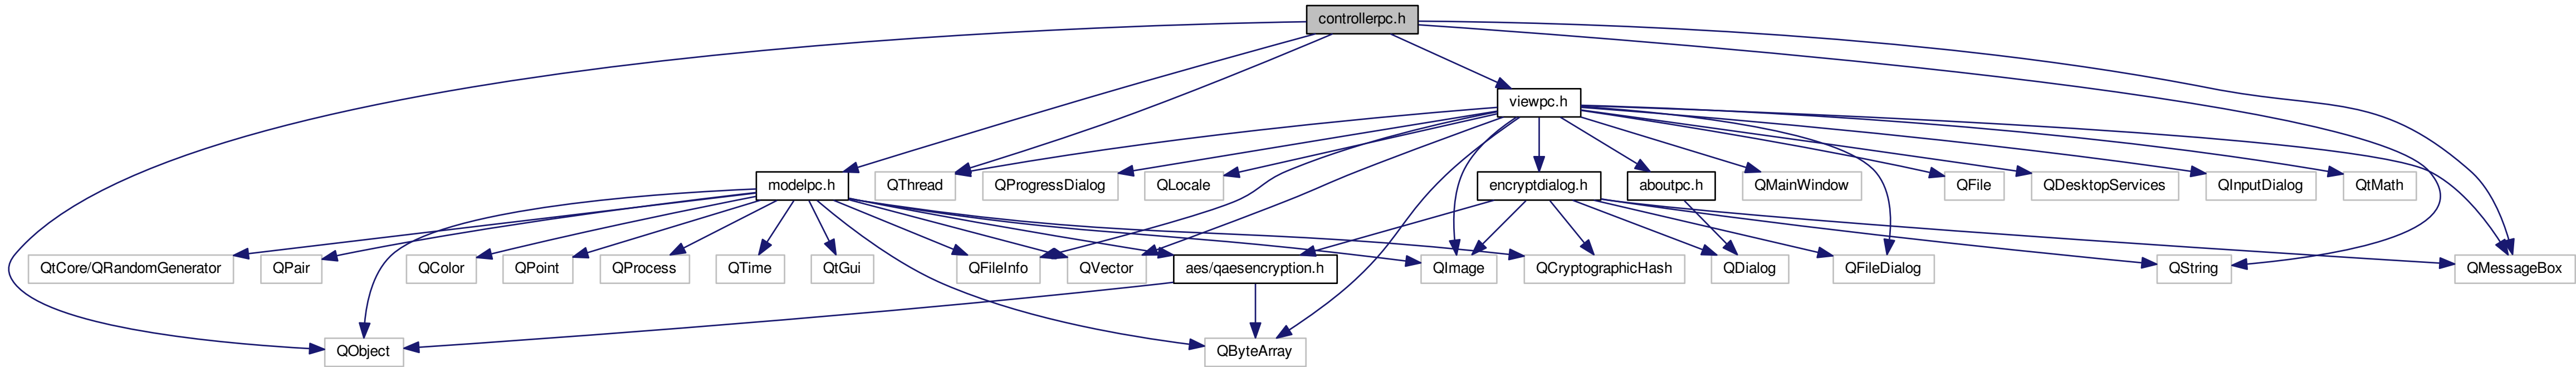 controllerpc.h
viewpc.h
modelpc.h
QThread
QProgressDialog
QLocale
encryptdialog.h
aboutpc.h
QMainWindow
QFile
QDesktopServices
QInputDialog
QtMath
QtCore/QRandomGenerator
QPair
QColor
QPoint
QProcess
QTime
QtGui
QFileInfo
QVector
aes/qaesencryption.h
QImage
QCryptographicHash
QDialog
QFileDialog
QString
QMessageBox
QObject
QByteArray